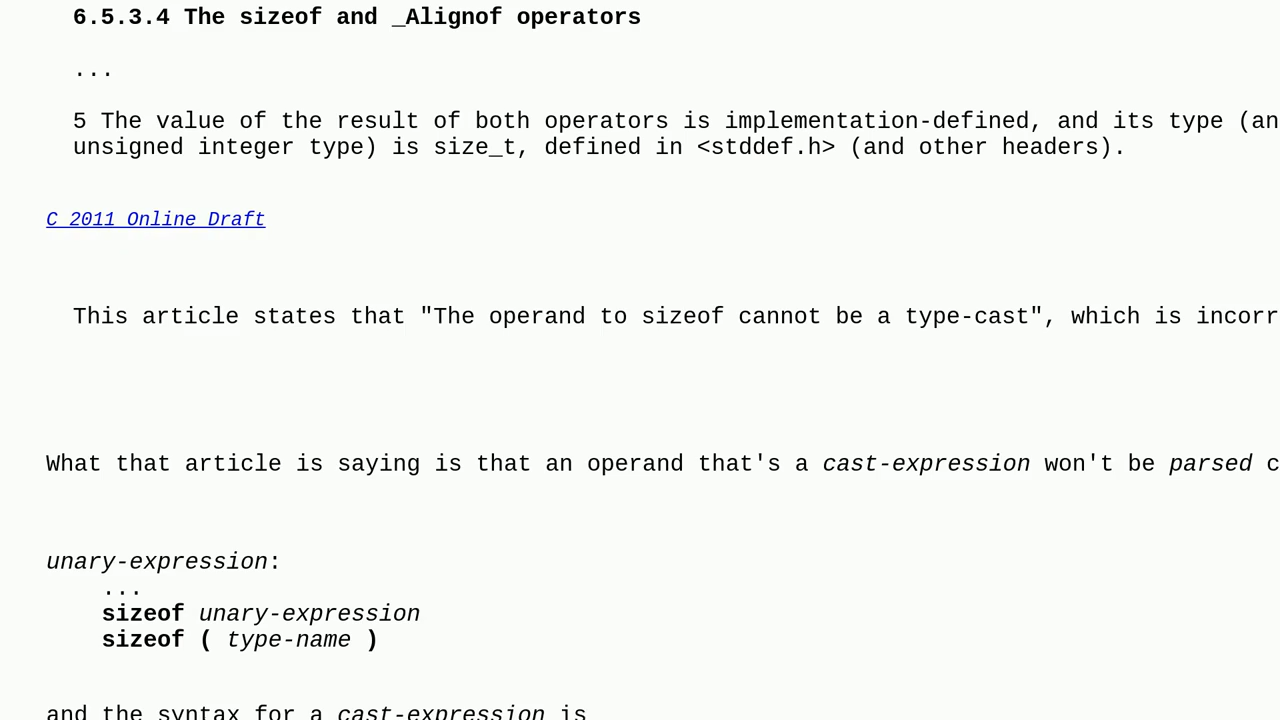 6.5.3.4 The sizeof and _Alignof operators
...
5 The value of the result of both operators is implementation-defined, and its type (an
unsigned integer type) is size_t, defined in <stddef.h> (and other headers).
C 2011 Online Draft
This article states that "The operand to sizeof cannot be a type-cast", which is incorr
What that article is saying is that an operand that's a cast-expression won't be parsed c
unary-expression:
...
sizeof unary-expression
sizeof ( type-name )
and the syntax for a cast-expression is